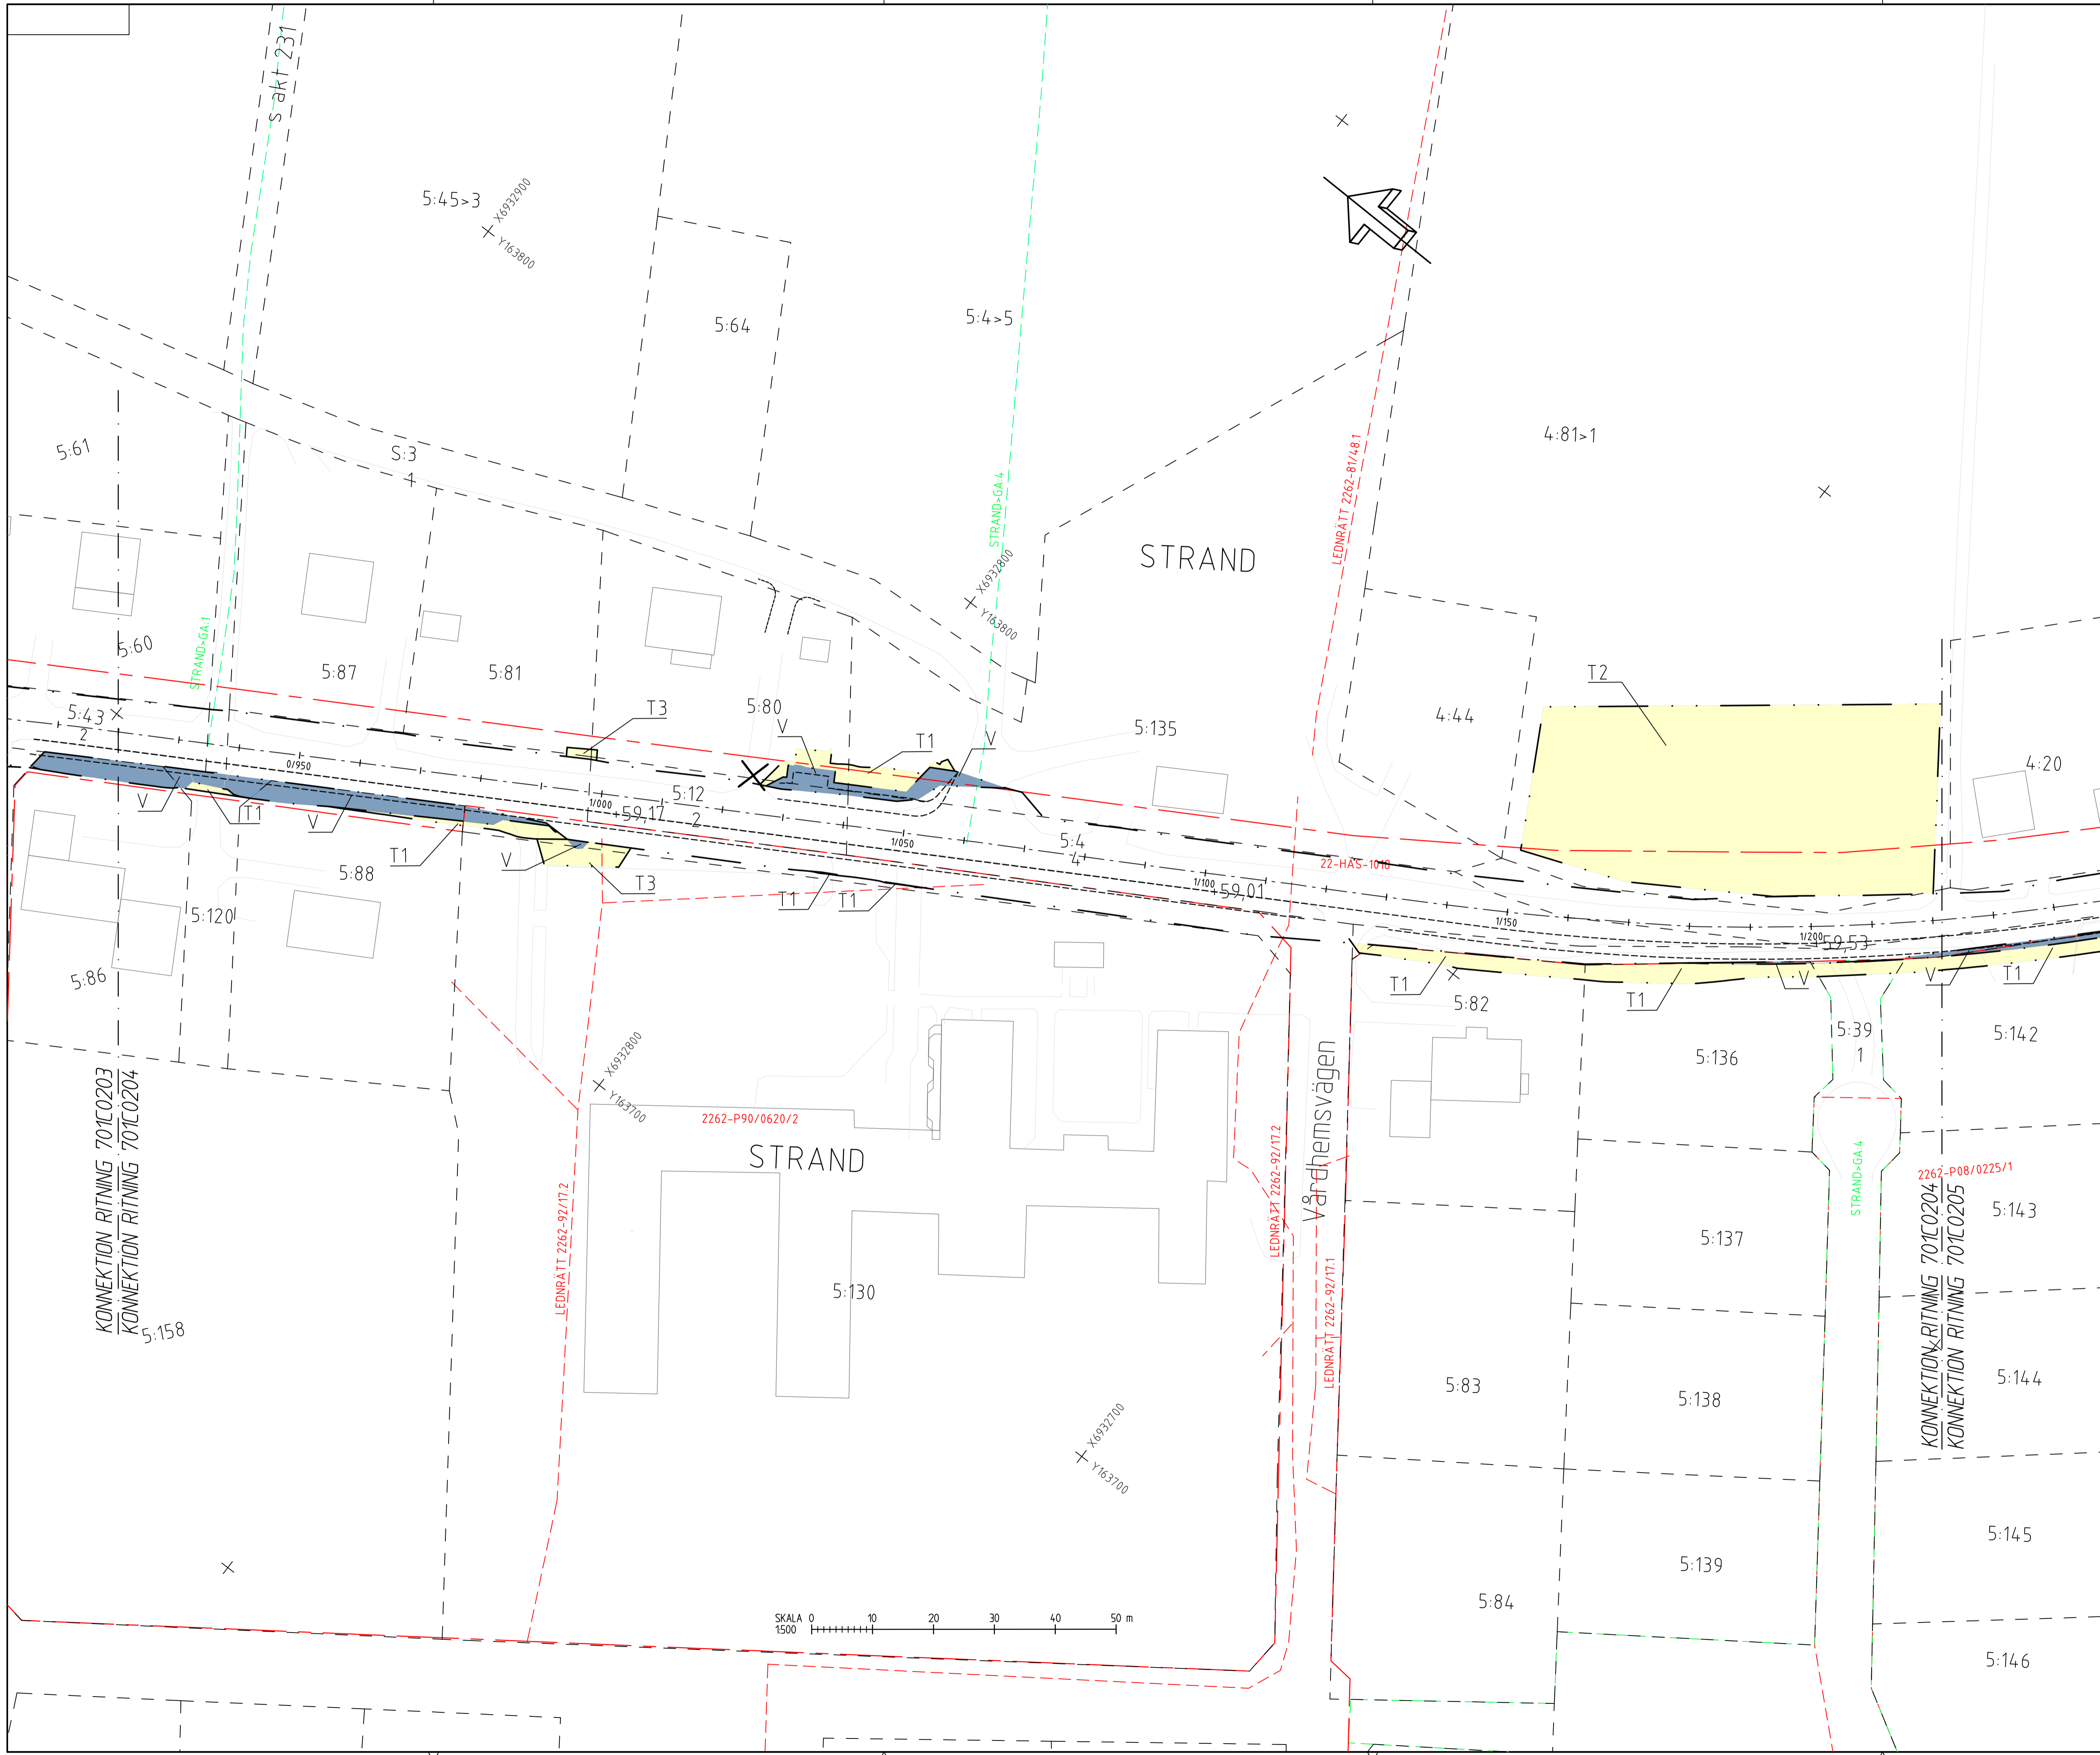 s akt 231
5:45>3
X6932900
Y163800
5:64
5:4>5
4:81>1
5:61
S:3
1
STRAND>GA:4
LEDNRÄTT 2262-81/48.1
STRAND
X6932800
Y163800
5:60
STRAND>GA:1
5:87
5:81
5:80
T3
V
T1
V
5:135
4:44
T2
4:20
5:43
2
0/950
1/000
+59,17
5:12
2
1/050
5:4
4
22-HAS-1010
1/100
+59,01
1/150
1/200
+59,53
V
T1
V
T1
V
T3
T1
T1
5:88
5:120
5:86
T1
T1
V
V
T1
5:82
5:136
5:39
1
5:142
X6932800
Y163700
2262-P90/0620/2
STRAND
Vårdhemsvägen
KONNEKTION RITNING 701C0203
KONNEKTION RITNING 701C0204
LEDNRÄTT 2262-92/17.2
LEDNRÄTT 2262-92/17.2
LEDNRÄTT 2262-92/17.1
STRAND>GA:4
2262-P08/0225/1
KONNEKTION RITNING 701C0204
KONNEKTION RITNING 701C0205
5:143
5:137
5:130
5:158
5:83
5:138
5:144
X6932700
Y163700
5:145
5:139
5:84
5:146
SKALA 0 10 20 30 40 50 m
1:500